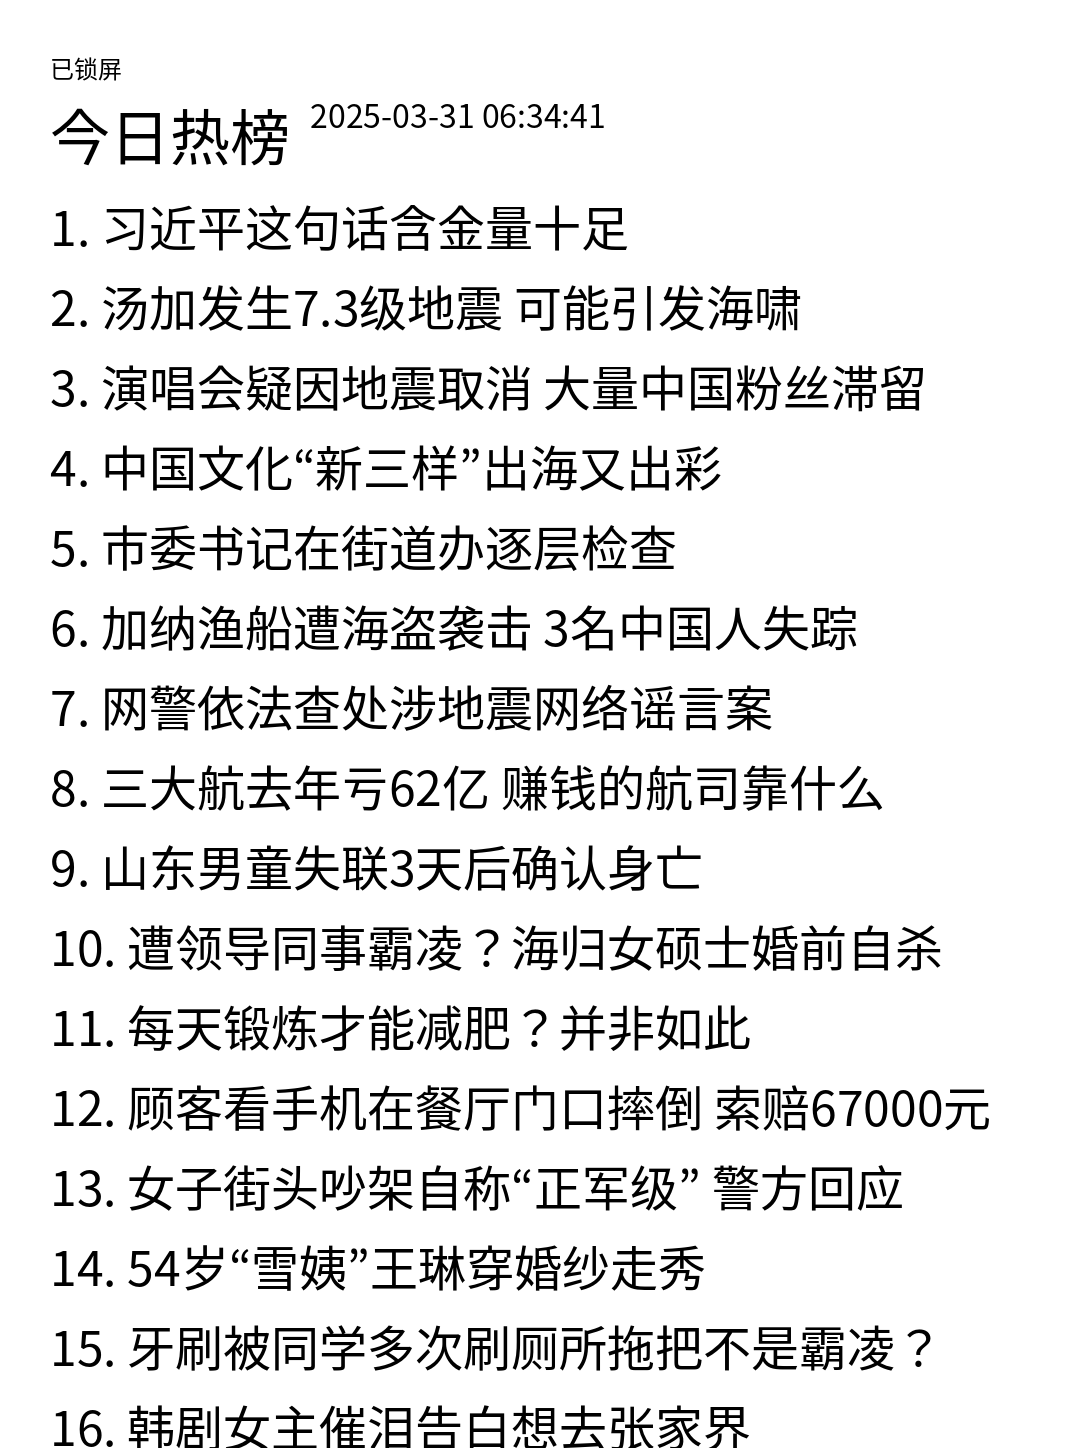 已锁屏
今日热榜 2025-03-31 06:34:41
1. 习近平这句话含金量十足
2. 汤加发生7.3级地震 可能引发海啸
3. 演唱会疑因地震取消 大量中国粉丝滞留
4. 中国文化“新三样”出海又出彩
5. 市委书记在街道办逐层检查
6. 加纳渔船遭海盗袭击 3名中国人失踪
7. 网警依法查处涉地震网络谣言案
8. 三大航去年亏62亿 赚钱的航司靠什么
9. 山东男童失联3天后确认身亡
10. 遭领导同事霸凌？海归女硕士婚前自杀
11. 每天锻炼才能减肥？并非如此
12. 顾客看手机在餐厅门口摔倒 索赔67000元
13. 女子街头吵架自称“正军级” 警方回应
14. 54岁“雪姨”王琳穿婚纱走秀
15. 牙刷被同学多次刷厕所拖把不是霸凌？
16. 韩剧女主催泪告白想去张家界